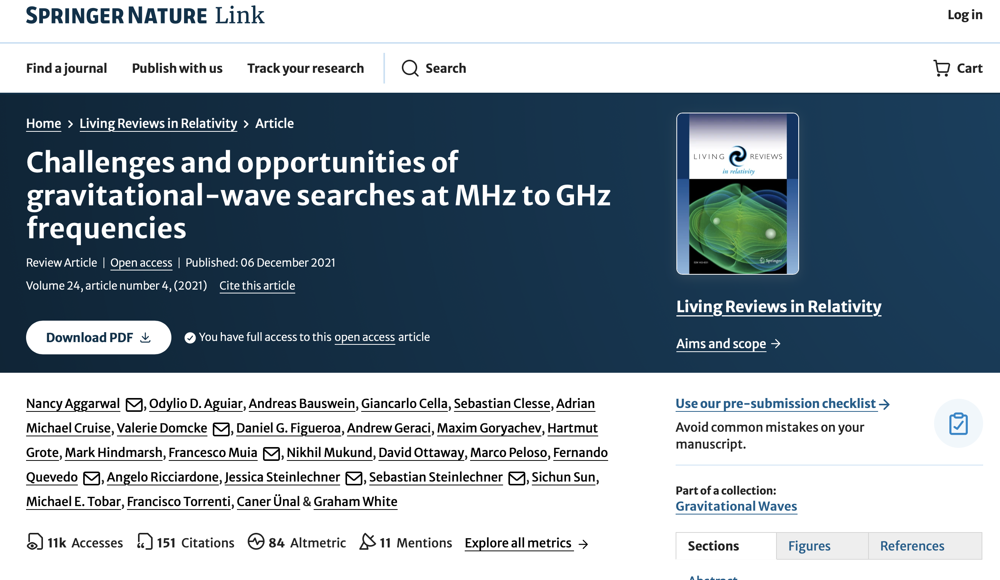 SPRINGER NATURE Link
Log in
Find a journal
Publish with us
Track your research
Search
Cart
Home > Living Reviews in Relativity > Article
Challenges and opportunities of
gravitational-wave searches at MHz to GHz
frequencies
Review Article | Open access | Published: 06 December 2021
Volume 24, article number 4, (2021) Cite this article
Download PDF
You have full access to this open access article
LIVING REVIEWS
in relativity
ISSN 1433-8351
Springer
Living Reviews in Relativity
Aims and scope →
Nancy Aggarwal, Odylio D. Aguiar, Andreas Bauswein, Giancarlo Cella, Sebastian Clesse, Adrian
Michael Cruise, Valerie Domcke, Daniel G. Figueroa, Andrew Geraci, Maxim Goryachev, Hartmut
Grote, Mark Hindmarsh, Francesco Muia, Nikhil Mukund, David Ottaway, Marco Peloso, Fernando
Quevedo, Angelo Ricciardone, Jessica Steinlechner, Sebastian Steinlechner, Sichun Sun,
Michael E. Tobar, Francisco Torrenti, Caner Ünal & Graham White
11k Accesses 151 Citations 84 Altmetric 11 Mentions Explore all metrics →
Use our pre-submission checklist →
Avoid common mistakes on your
manuscript.
Part of a collection:
Gravitational Waves
Sections
Figures
References
Abstract